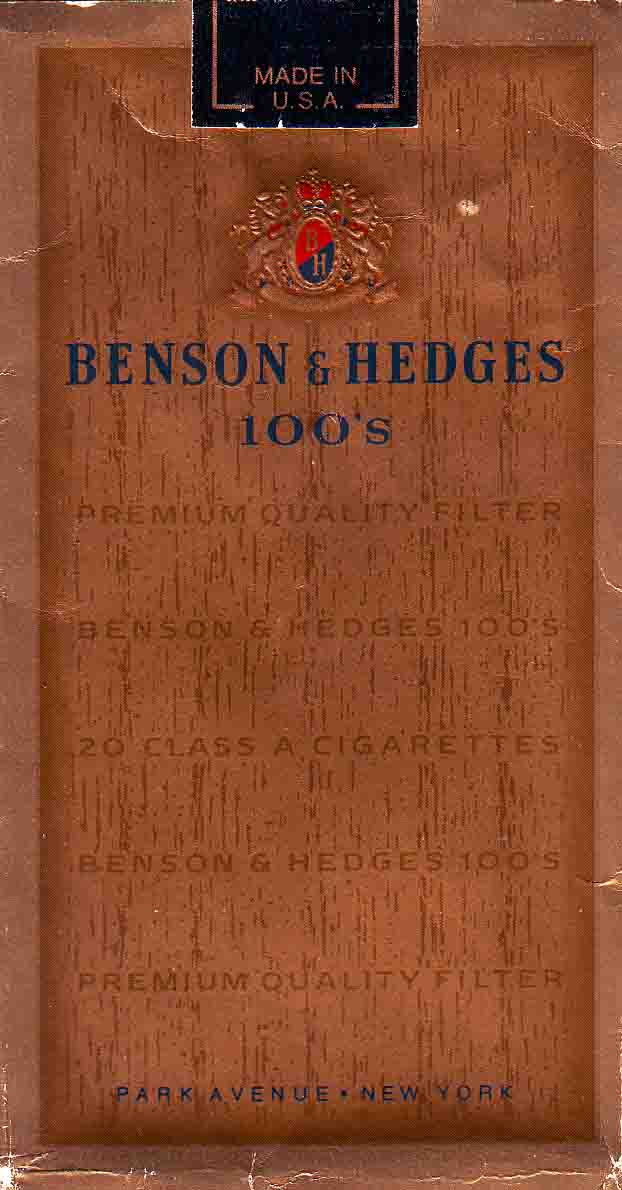 MADE IN
U.S.A.
B
H
BENSON & HEDGES
100's
PREMIUM QUALITY FILTER
BENSON & HEDGES 100'S
20 CLASS A CIGARETTES
BENSON & HEDGES 100'S
PREMIUM QUALITY FILTER
PARK AVENUE • NEW YORK